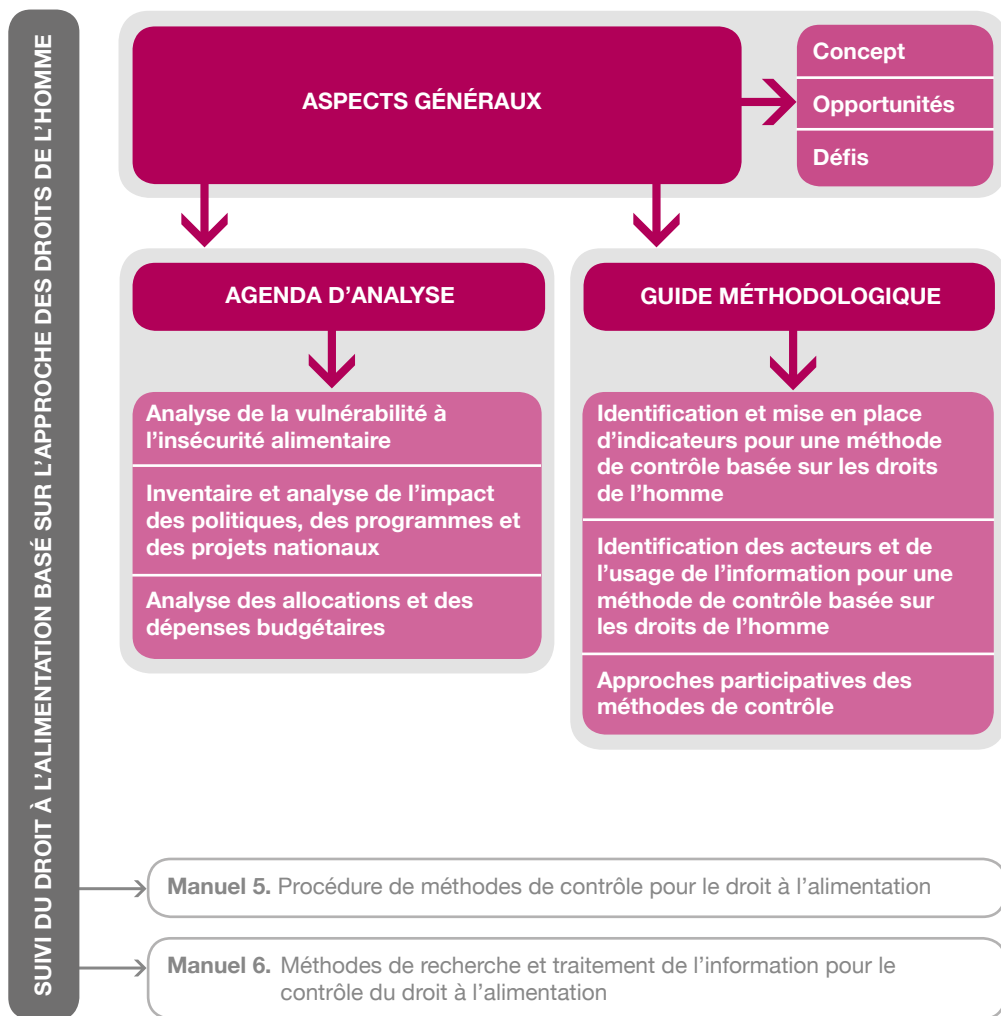 SUIVI DU DROIT À L'ALIMENTATION BASÉ SUR L'APPROCHE DES DROITS DE L'HOMME
ASPECTS GÉNÉRAUX
Concept
Opportunités
Défis
AGENDA D'ANALYSE
Analyse de la vulnérabilité à
l'insécurité alimentaire
Inventaire et analyse de l'impact
des politiques, des programmes et
des projets nationaux
Analyse des allocations et des
dépenses budgétaires
GUIDE MÉTHODOLOGIQUE
Identification et mise en place
d'indicateurs pour une méthode
de contrôle basée sur les droits
de l'homme
Identification des acteurs et de
l'usage de l'information pour une
méthode de contrôle basée sur
les droits de l'homme
Approches participatives des
méthodes de contrôle
Manuel 5. Procédure de méthodes de contrôle pour le droit à l'alimentation
Manuel 6. Méthodes de recherche et traitement de l'information pour le
contrôle du droit à l'alimentation